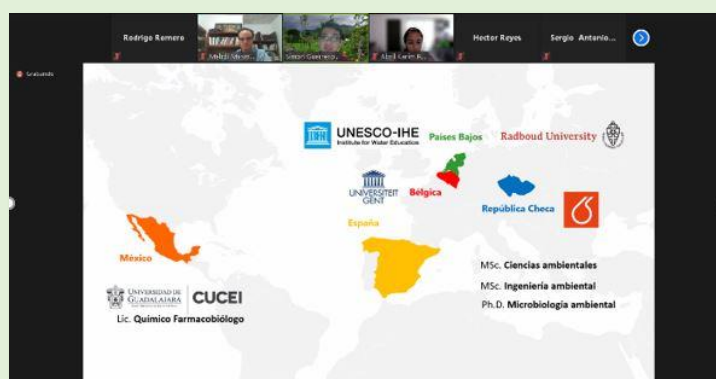 Rodrigo Romero
Hector Reyes
Sergio Antonio...
Grabando
UNESCO-IHE
Institute for Water Education
Países Bajos
Radboud University
UNIVERSITEIT
GENT
Bélgica
República Checa
España
México
UNIVERSIDAD DE
GUADALAJARA
CUCEI
Lic. Químico Farmacobiólogo
MSc. Ciencias ambientales
MSc. Ingeniería ambiental
Ph.D. Microbiología ambiental